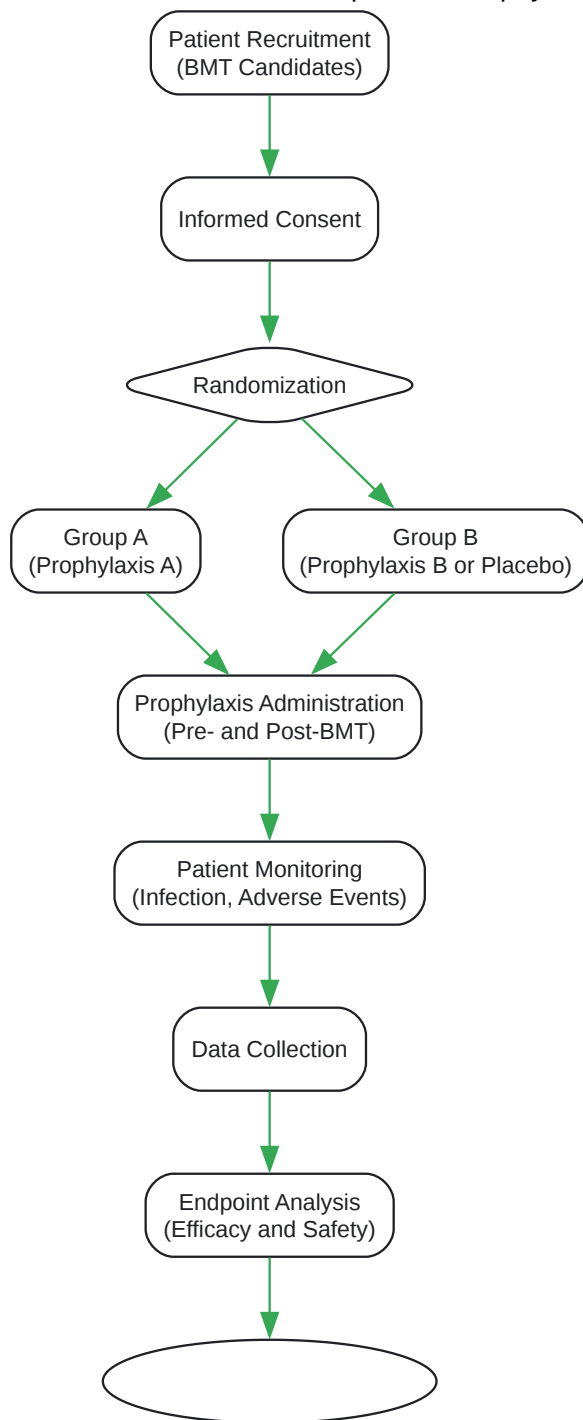 Patient Recruitment
(BMT Candidates)
Informed Consent
Randomization
Group A
(Prophylaxis A)
Group B
(Prophylaxis B or Placebo)
Prophylaxis Administration
(Pre- and Post-BMT)
Patient Monitoring
(Infection, Adverse Events)
Data Collection
Endpoint Analysis
(Efficacy and Safety)